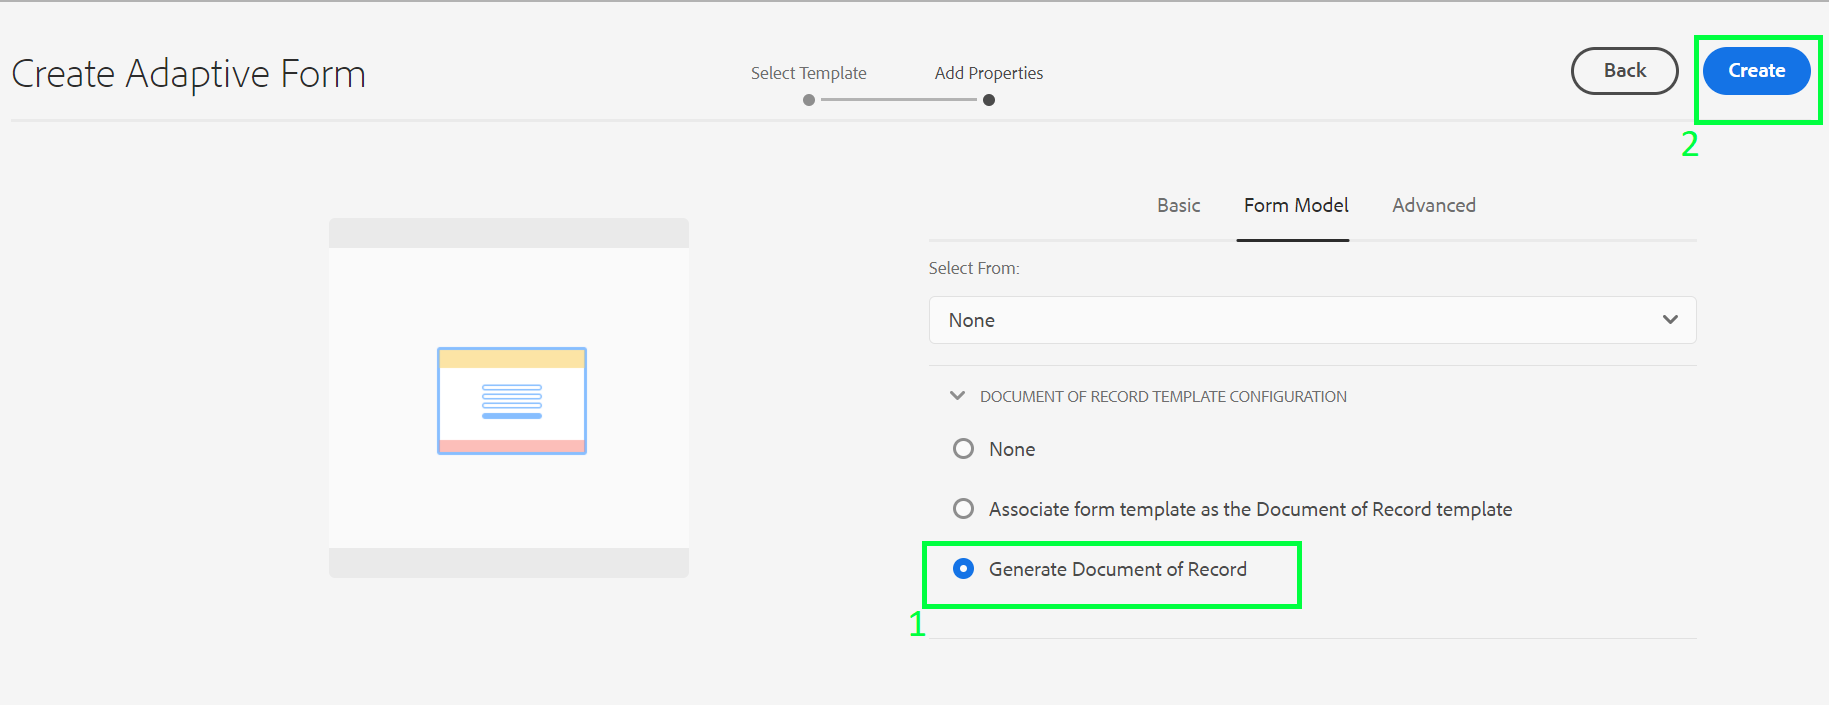 Create Adaptive Form
Select Template
Add Properties
Back
Create
2
Basic
Form Model
Advanced
Select From:
None
DOCUMENT OF RECORD TEMPLATE CONFIGURATION
None
Associate form template as the Document of Record template
Generate Document of Record
1